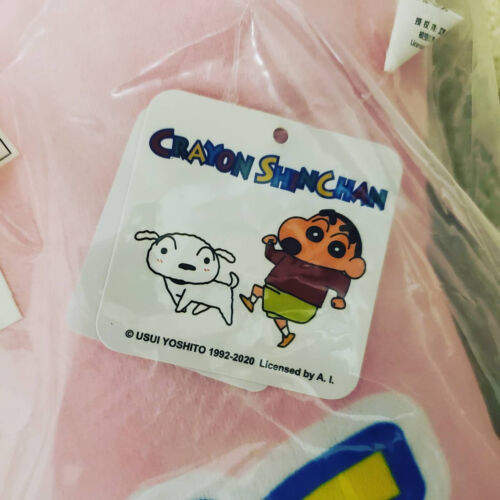 CRAYON SHINCHAN
© USUI YOSHITO 1992-2020 Licensed by A. I.